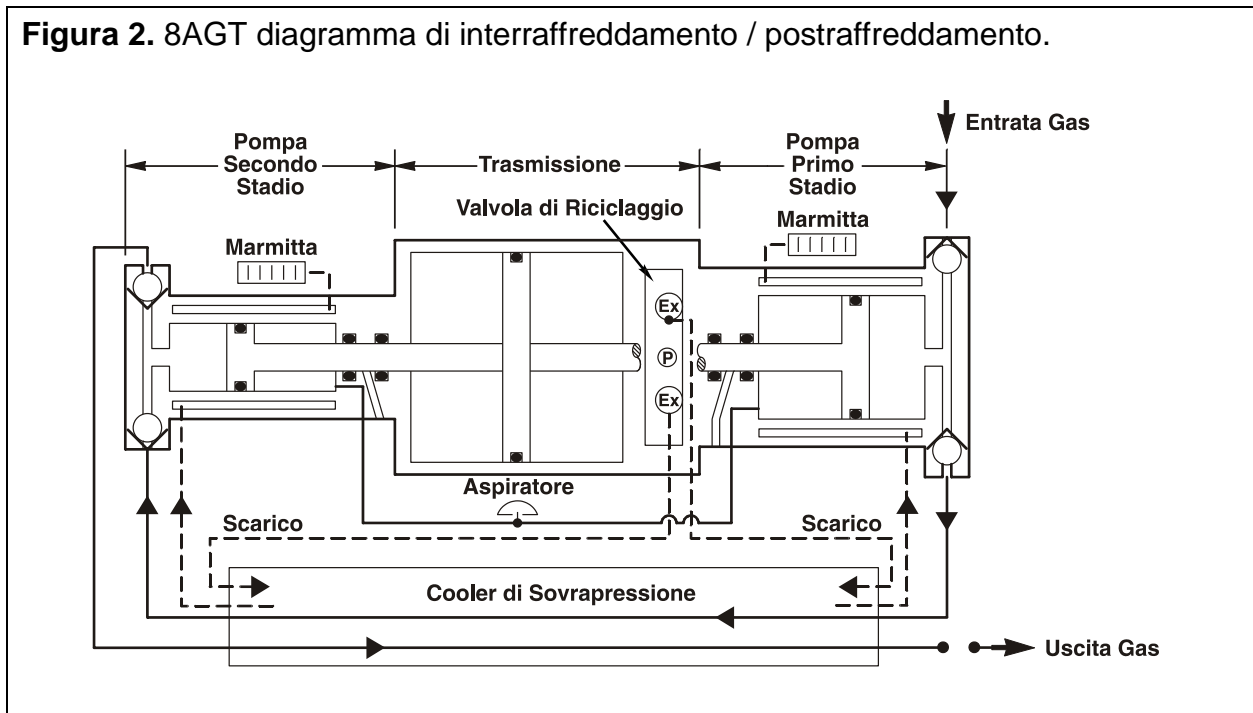 Figura 2. 8AGT diagramma di interraffreddamento / postraffreddamento.
Entrata Gas
Pompa
Secondo
Stadio
Trasmissione
Pompa
Primo
Stadio
Valvola di Riciclaggio
Marmitta
Marmitta
Ex
P
Ex
Aspiratore
Scarico
Scarico
Cooler di Sovrapressione
Uscita Gas